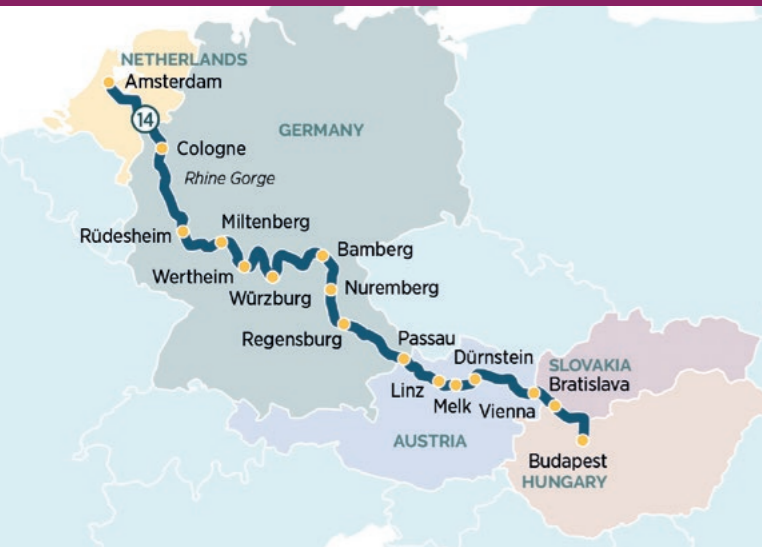 NETHERLANDS
Amsterdam
14
GERMANY
Cologne
Rhine Gorge
Miltenberg
Rüdesheim
Bamberg
Wertheim
Nuremberg
Würzburg
Regensburg
Passau
Dürnstein
SLOVAKIA
Linz
Bratislava
Melk
Vienna
AUSTRIA
Budapest
HUNGARY